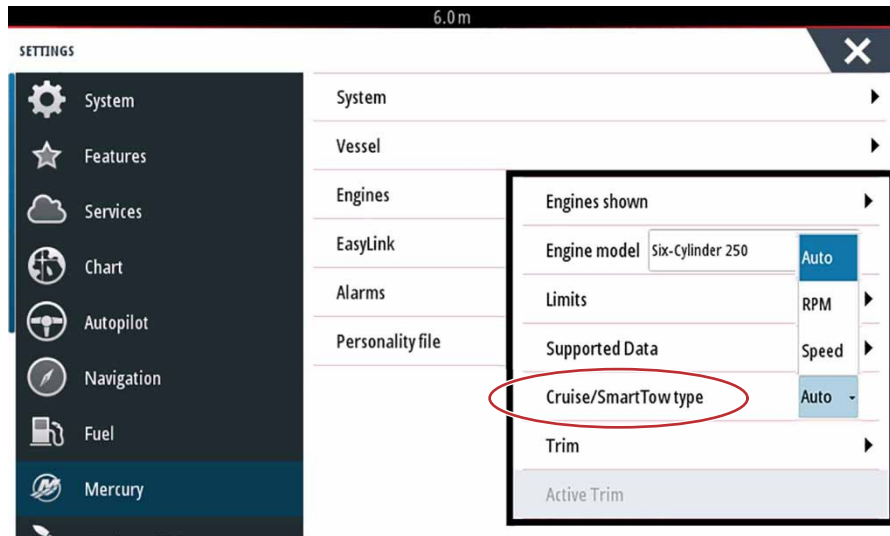 6.0 m
SETTINGS
System
Features
Services
Chart
Autopilot
Navigation
Fuel
Mercury
System
Vessel
Engines
EasyLink
Alarms
Personality file
Engines shown
Engine model Six-Cylinder 250
Limits
Supported Data
Cruise/SmartTow type Auto
Trim
Active Trim
Auto
RPM
Speed